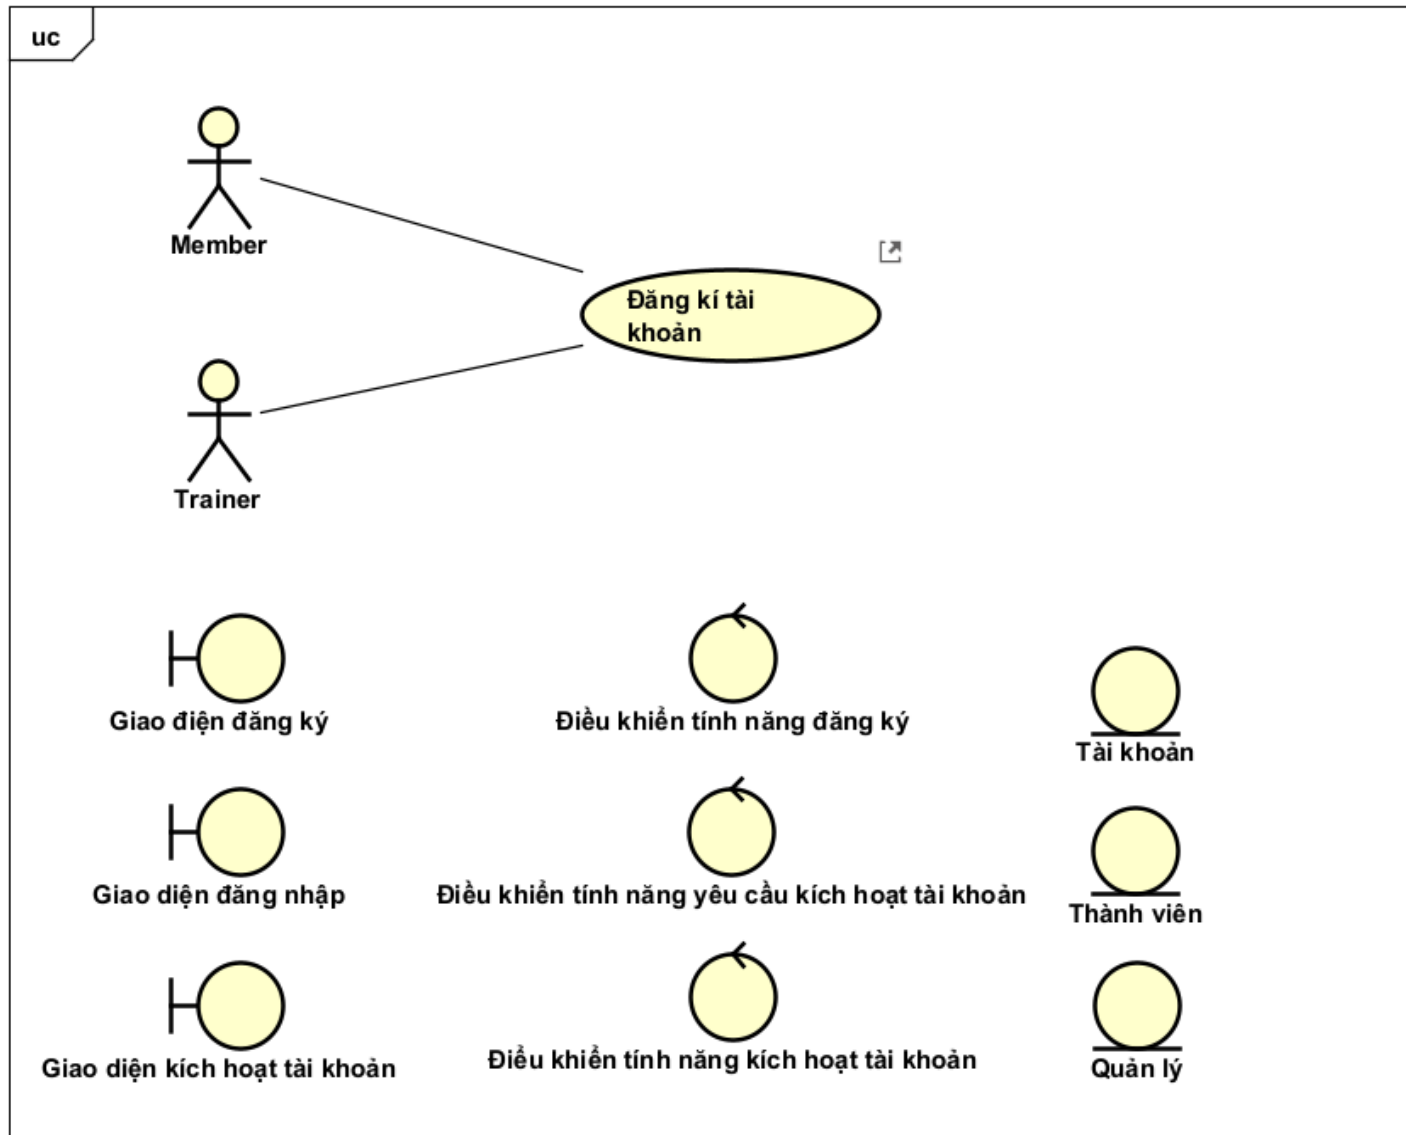 uc
Member
Đăng kí tài
khoản
Trainer
Giao điện đăng ký
Điều khiển tính năng đăng ký
Tài khoản
Giao diện đăng nhập
Điều khiển tính năng yêu cầu kích hoạt tài khoản
Thành viên
Giao diện kích hoạt tài khoản
Điểu khiển tính năng kích hoạt tài khoản
Quản lý